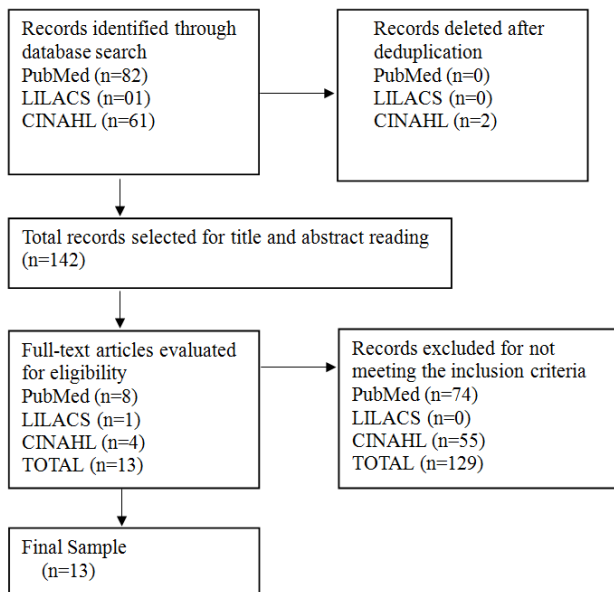 Records identified through
database search
PubMed (n=82)
LILACS (n=01)
CINAHL (n=61)
Records deleted after
deduplication
PubMed (n=0)
LILACS (n=0)
CINAHL (n=2)
Total records selected for title and abstract reading
(n=142)
Full-text articles evaluated
for eligibility
PubMed (n=8)
LILACS (n=1)
CINAHL (n=4)
TOTAL (n=13)
Records excluded for not
meeting the inclusion criteria
PubMed (n=74)
LILACS (n=0)
CINAHL (n=55)
TOTAL (n=129)
Final Sample
(n=13)